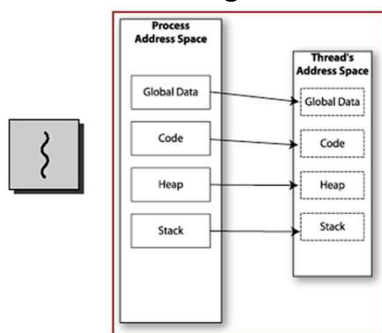 Process
Address Space
Global Data
Code
Heap
Stack
Thread's
Address Space
Global Data
Code
Heap
Stack